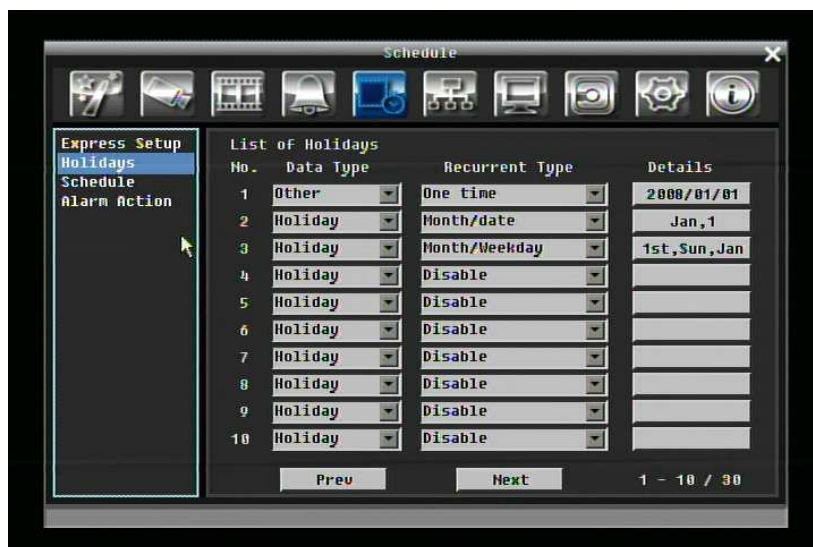 Schedule
Express Setup
Holidays
Schedule
Alarm Action
List of Holidays
No. Data Type Recurrent Type Details
1 Other One time 2008/01/01
2 Holiday Month/date Jan,1
3 Holiday Month/Weekday 1st,Sun,Jan
4 Holiday Disable
5 Holiday Disable
6 Holiday Disable
7 Holiday Disable
8 Holiday Disable
9 Holiday Disable
10 Holiday Disable
Prev Next 1 - 10 / 30